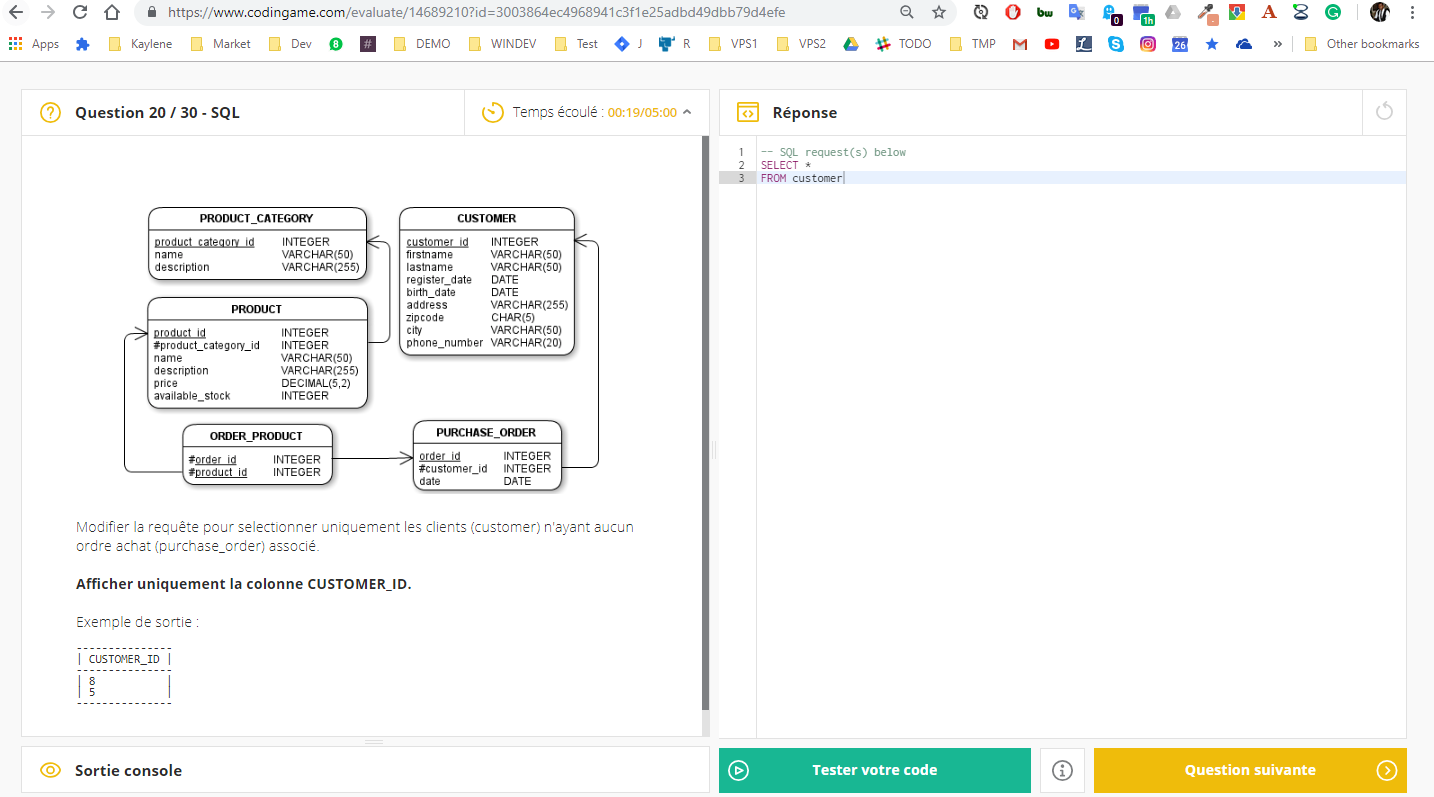 https://www.codingame.com/evaluate/14689210?id=3003864ec4968941c3f1e25adbd49dbb79d4efe
0
1h
Apps
Kaylene
Market
Dev
8
#
DEMO
WINDEV
Test
J
R
VPS1
VPS2
TODO
TMP
26
»
Other bookmarks
Question 20 / 30 - SQL
Temps écoulé : 00:19/05:00
PRODUCT_CATEGORY
product_category_id INTEGER
name VARCHAR(50)
description VARCHAR(255)
CUSTOMER
customer_id INTEGER
firstname VARCHAR(50)
lastname VARCHAR(50)
register_date DATE
birth_date DATE
address VARCHAR(255)
zipcode CHAR(5)
city VARCHAR(50)
phone_number VARCHAR(20)
PRODUCT
product_id INTEGER
#product_category_id INTEGER
name VARCHAR(50)
description VARCHAR(255)
price DECIMAL(5,2)
available_stock INTEGER
ORDER_PRODUCT
#order_id INTEGER
#product_id INTEGER
PURCHASE_ORDER
order_id INTEGER
#customer_id INTEGER
date DATE
Modifier la requête pour selectionner uniquement les clients (customer) n'ayant aucun
ordre achat (purchase_order) associé.
Afficher uniquement la colonne CUSTOMER_ID.
Exemple de sortie :
---------------
| CUSTOMER_ID |
---------------
| 8 |
| 5 |
---------------
Sortie console
Réponse
1 -- SQL request(s) below
2 SELECT *
3 FROM customer
Tester votre code
Question suivante